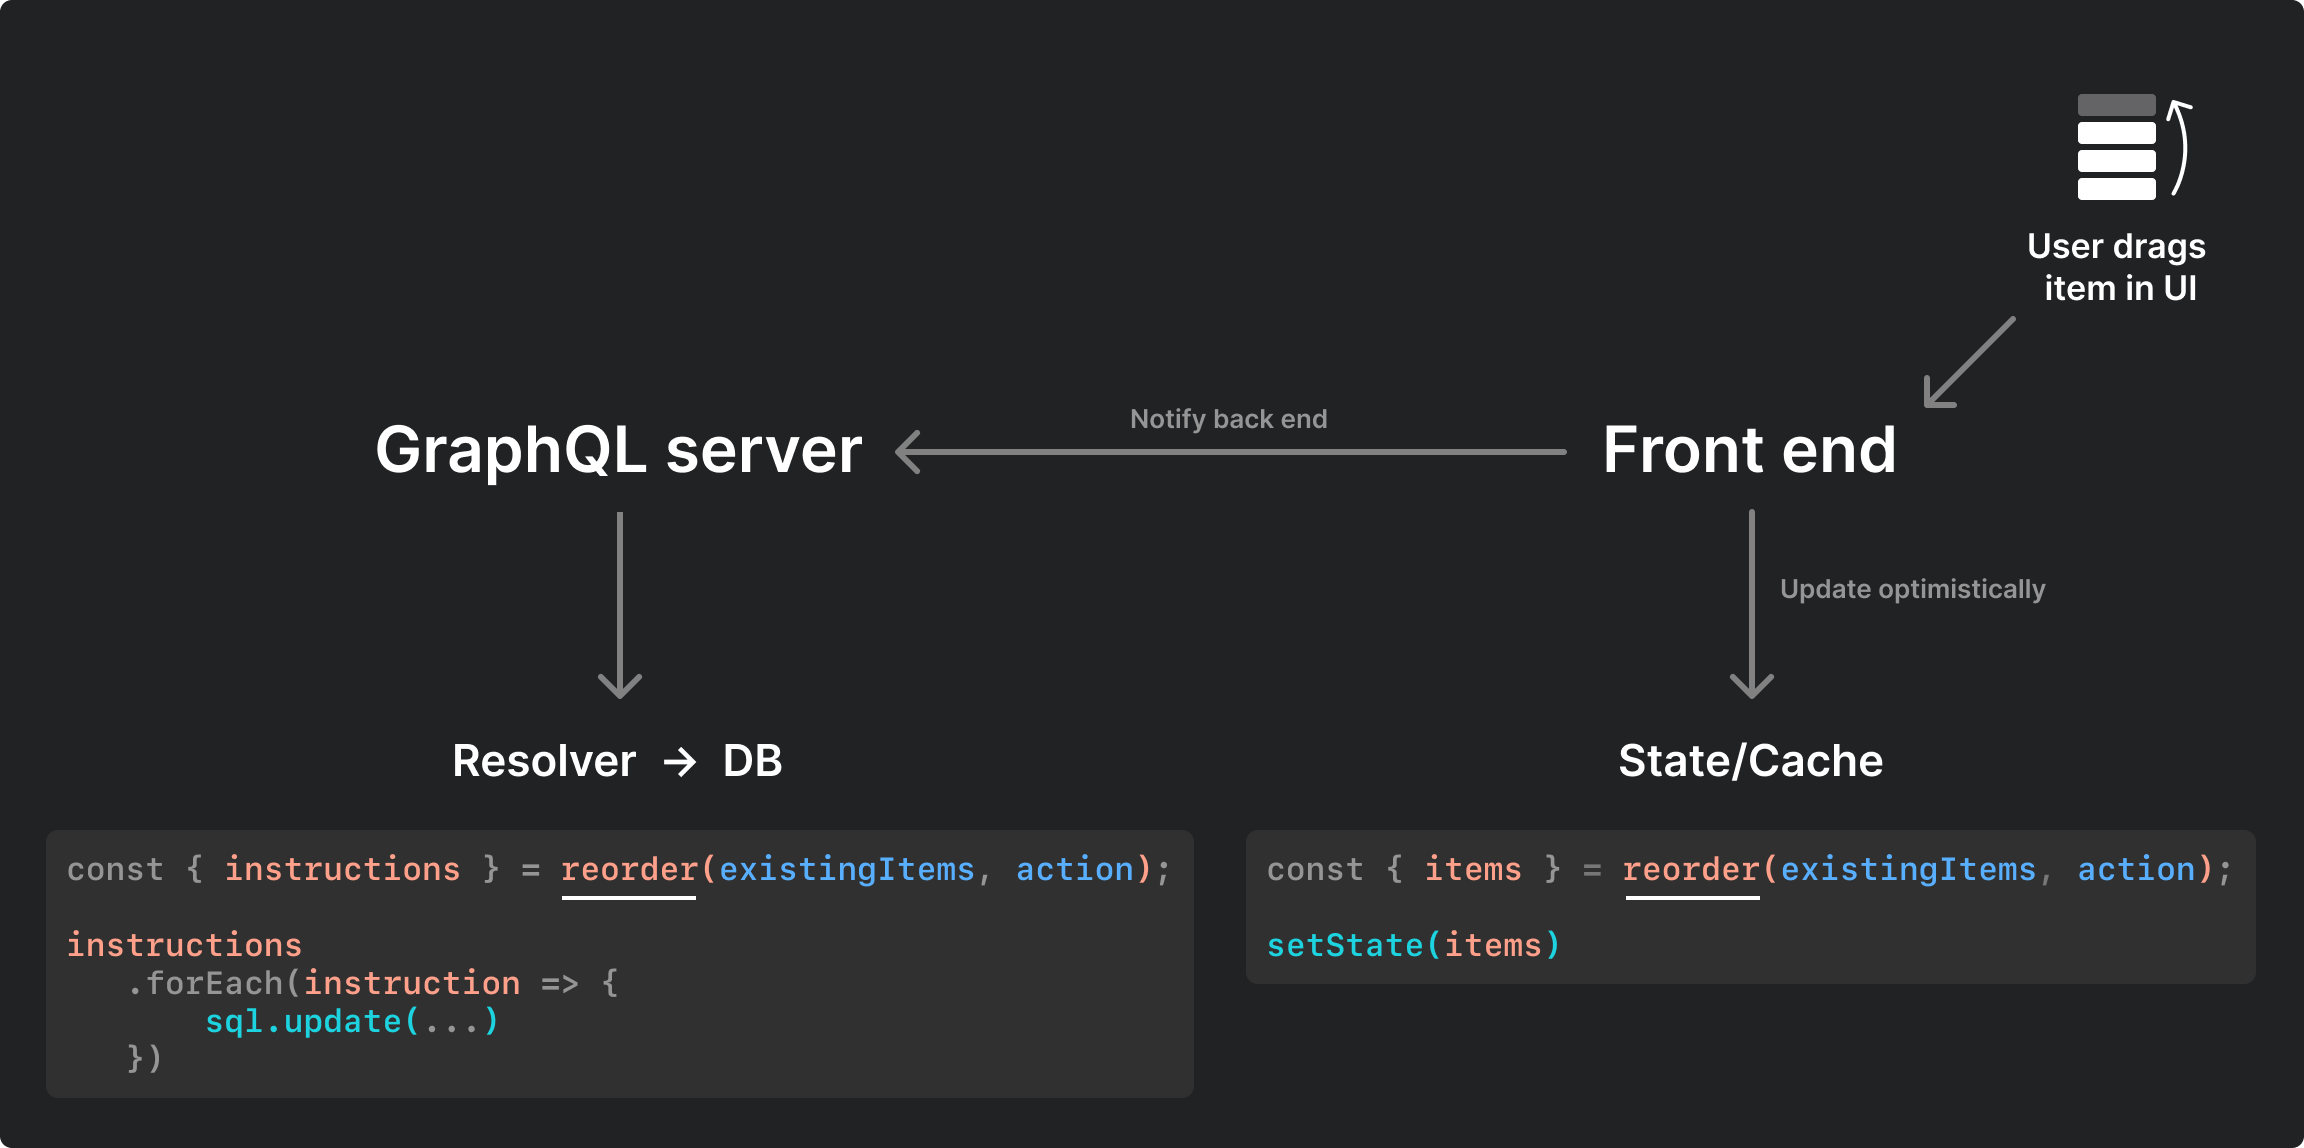 User drags
item in UI
Notify back end
GraphQL server
Front end
Update optimistically
Resolver → DB
State/Cache
const { instructions } = reorder(existingItems, action);
instructions
.forEach(instruction => {
sql.update(...)
})
const { items } = reorder(existingItems, action);
setState(items)